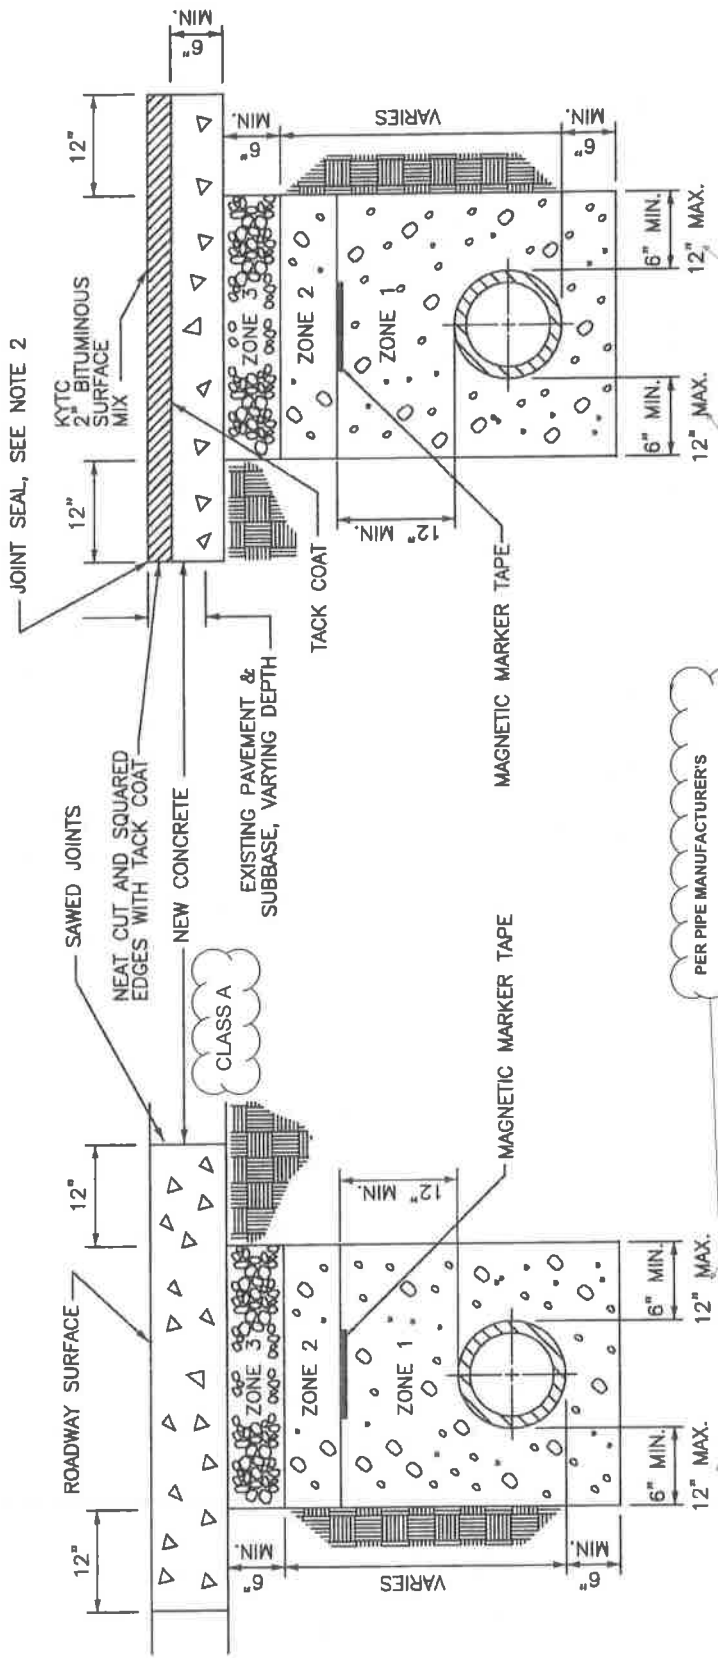 ROADWAY SURFACE
12"
12"
SAWED JOINTS
NEAT CUT AND SQUARED
EDGES WITH TACK COAT
NEW CONCRETE
CLASS A
EXISTING PAVEMENT &
SUBBASE, VARYING DEPTH
MAGNETIC MARKER TAPE
ZONE 3
ZONE 2
ZONE 1
6"
MIN.
VARIES
6"
MIN.
12" MIN.
6" MIN.
12" MAX.
6" MIN.
12" MAX.
PER PIPE MANUFACTURER'S
JOINT SEAL, SEE NOTE 2
KYTC
2" BITUMINOUS
SURFACE
MIX
12"
12"
6"
MIN.
TACK COAT
MAGNETIC MARKER TAPE
ZONE 3
ZONE 2
ZONE 1
6"
MIN.
VARIES
6"
MIN.
12" MIN.
6" MIN.
12" MAX.
6" MIN.
12" MAX.